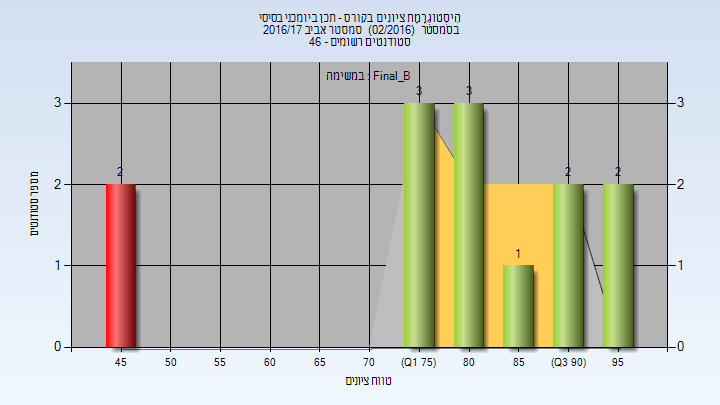 היסטוגרמת ציונים בקורס - תכן ביומכני בסיסי
בסמסטר (02/2016) סמסטר אביב 2016/17
סטודנטים רשומים - 46
במשימה : Final_B
3 3
2 2 2
1
3 2 1 0
3 2 1 0
מספר סטודנטים
45 50 55 60 65 70 (Q1 75) 80 85 (Q3 90) 95
טווח ציונים